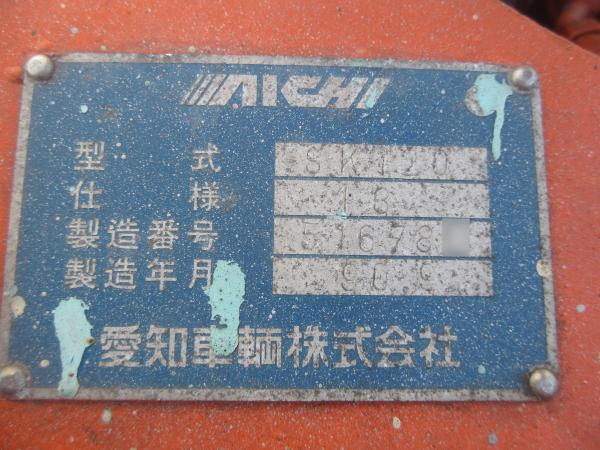 AICHI
型式 SK120
仕様 16
製造番号 51678
製造年月
愛知車輌株式会社